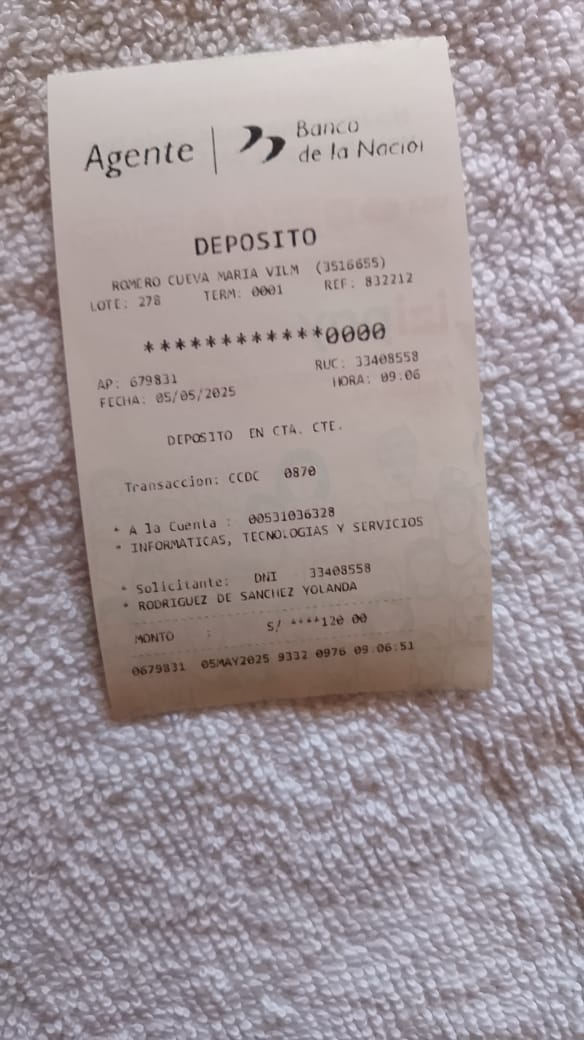 Agente | Banco
de la Nación
DEPOSITO
ROMERO CUEVA MARIA VILM (3516655)
LOTE: 278 TERM: 0001 REF: 832212
************0000
AP: 679831 RUC: 33408558
FECHA: 05/05/2025 HORA: 09:06
DEPOSITO EN CTA. CTE.
Transaccion: CCDC 0870
* A la Cuenta : 00531036328
* INFORMATICAS, TECNOLOGIAS Y SERVICIOS
* Solicitante: DNI 33408558
* RODRIGUEZ DE SANCHEZ YOLANDA
MONTO : S/ ****120 00
0679831 05MAY2025 9332 0976 09:06:51